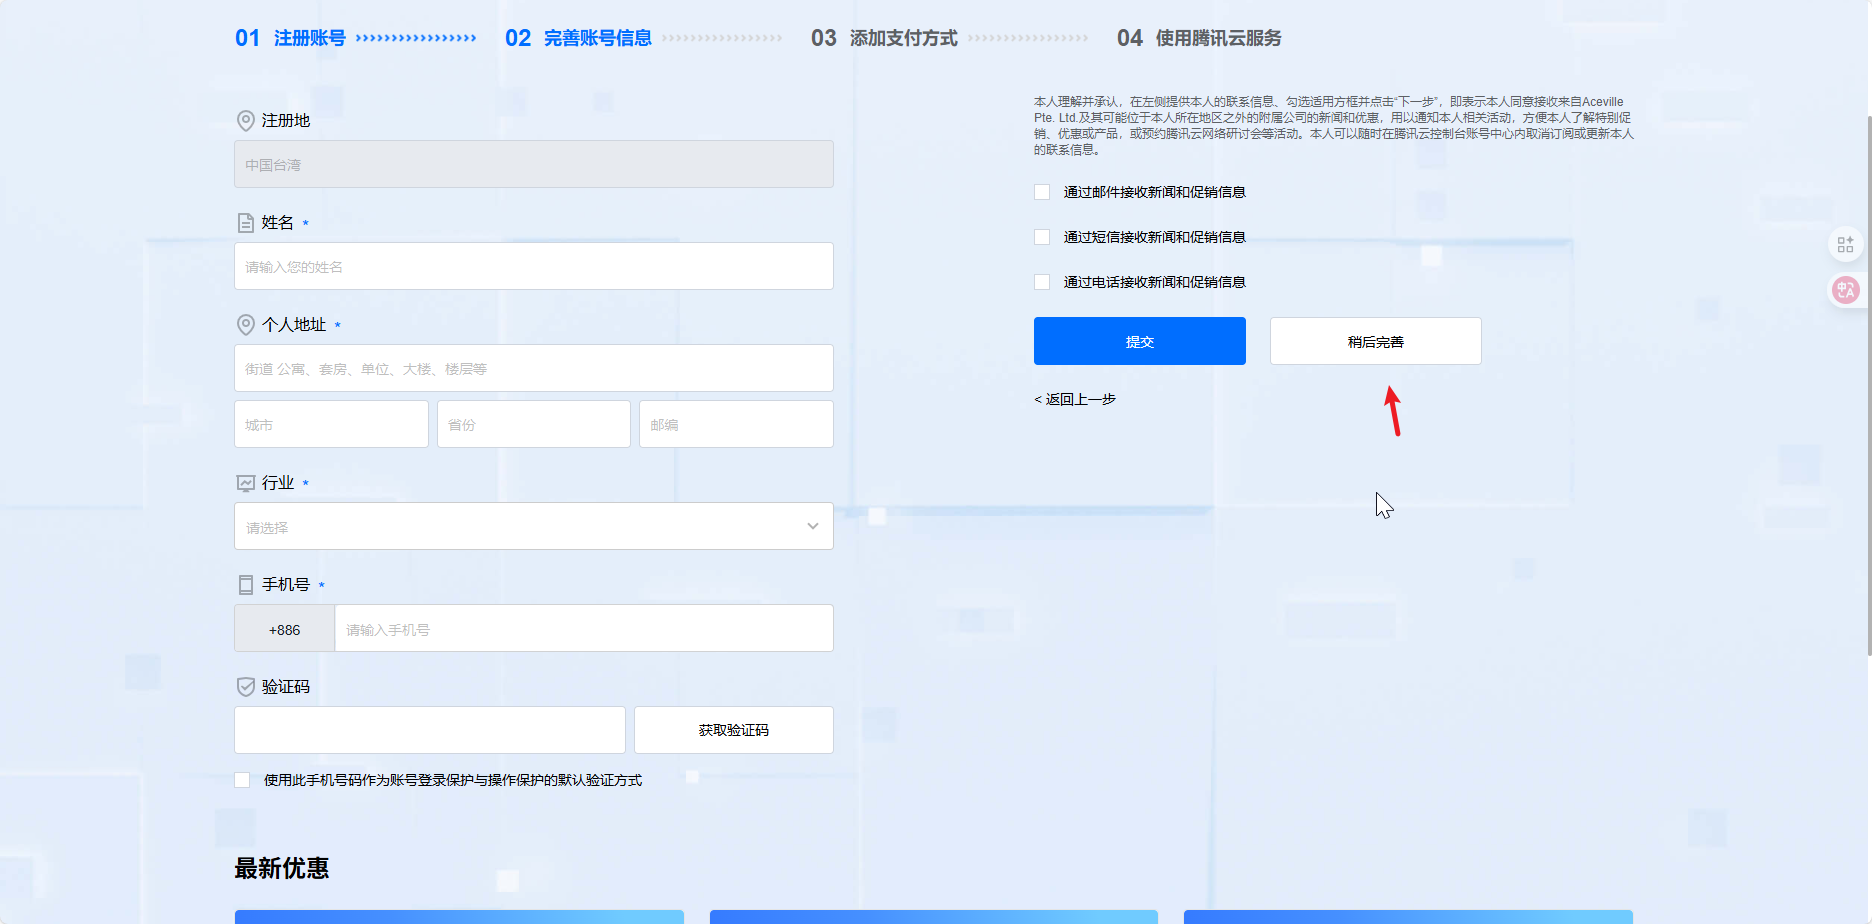 01 注册账号 02 完善账号信息 03 添加支付方式 04 使用腾讯云服务
注册地
中国台湾
姓名 *
请输入您的姓名
个人地址 *
街道 公寓、套房、单位、大楼、楼层等
城市 省份 邮编
行业 *
请选择
手机号 *
+886 请输入手机号
验证码
获取验证码
使用此手机号码作为账号登录保护与操作保护的默认验证方式
本人理解并承认，在左侧提供本人的联系信息、勾选适用方框并点击“下一步”，即表示本人同意接收来自Aceville
Pte. Ltd.及其可能位于本人所在地区之外的附属公司的新闻和优惠，用以通知本人相关活动，方便本人了解特别促
销、优惠或产品，或预约腾讯云网络研讨会等活动。本人可以随时在腾讯云控制台账号中心内取消订阅或更新本人
的联系信息。
通过邮件接收新闻和促销信息
通过短信接收新闻和促销信息
通过电话接收新闻和促销信息
提交 稍后完善
< 返回上一步
最新优惠